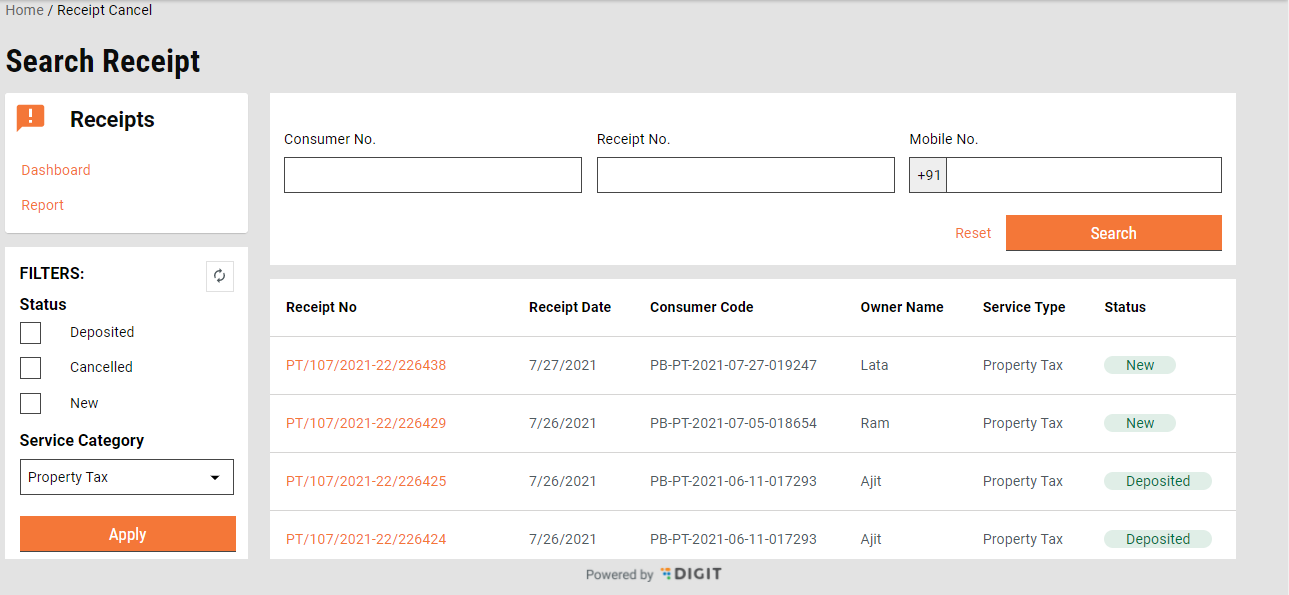 Home / Receipt Cancel
Search Receipt
Receipts
Dashboard
Report
FILTERS:
Status
Deposited
Cancelled
New
Service Category
Property Tax
Apply
Consumer No. Receipt No. Mobile No.
+91
Reset Search
Receipt No Receipt Date Consumer Code Owner Name Service Type Status
PT/107/2021-22/226438 7/27/2021 PB-PT-2021-07-27-019247 Lata Property Tax New
PT/107/2021-22/226429 7/26/2021 PB-PT-2021-07-05-018654 Ram Property Tax New
PT/107/2021-22/226425 7/26/2021 PB-PT-2021-06-11-017293 Ajit Property Tax Deposited
PT/107/2021-22/226424 7/26/2021 PB-PT-2021-06-11-017293 Ajit Property Tax Deposited
Powered by DIGIT